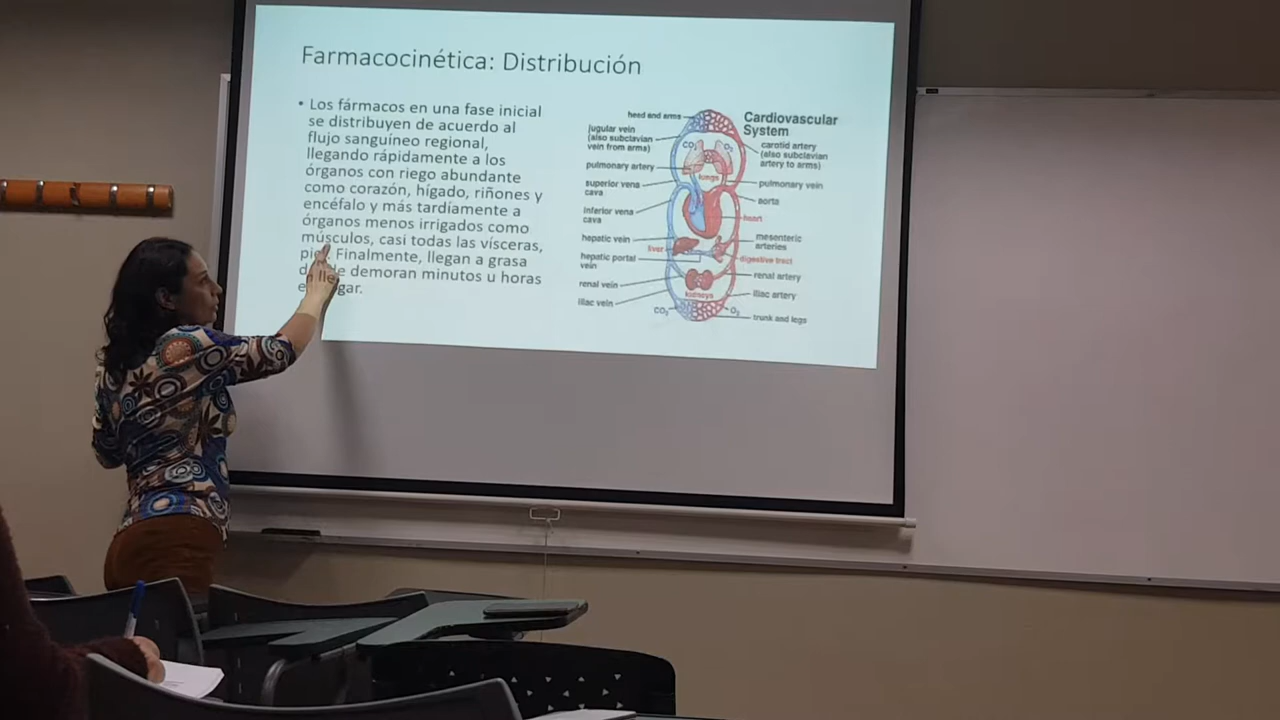 Farmacocinética: Distribución
• Los fármacos en una fase inicial
se distribuyen de acuerdo al
flujo sanguíneo regional,
llegando rápidamente a los
órganos con riego abundante
como corazón, hígado, riñones y
encéfalo y más tardíamente a
órganos menos irrigados como
músculos, casi todas las vísceras,
Finalmente, llegan a grasa
demoran minutos u horas
Cardiovascular
System
head and arms
jugular vein
(also subclavian
vein from arms)
pulmonary artery
superior vena
cava
inferior vena
cava
hepatic vein
liver
hepatic portal
vein
renal vein
iliac vein
CO2
O2
lungs
carotid artery
(also subclavian
artery to arms)
pulmonary vein
aorta
heart
mesenteric
arteries
digestive tract
renal artery
kidneys
iliac artery
CO2
O2
trunk and legs